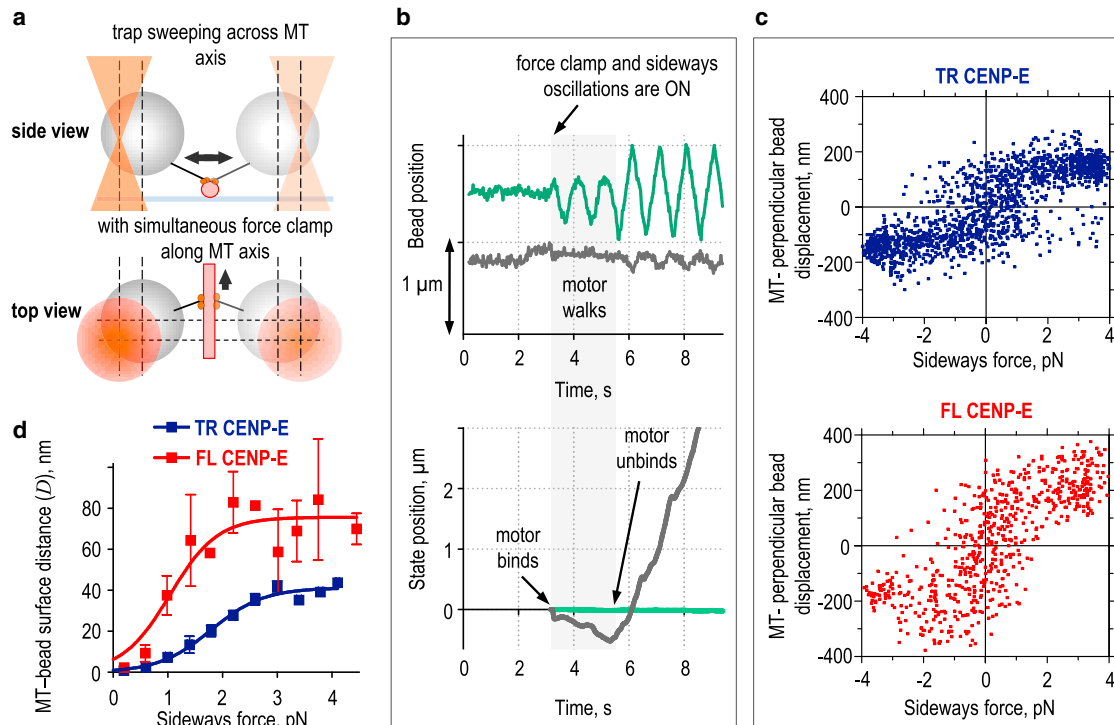 a
trap sweeping across MT
axis
side view
with simultaneous force clamp
along MT axis
top view
b
force clamp and sideways
oscillations are ON
Bead position
1 μm
motor
walks
0 2 4 6 8
Time, s
State position, μm
3
2
1
0
motor
unbinds
motor
binds
0 2 4 6 8
Time, s
c
TR CENP-E
MT- perpendicular bead
displacement, nm
400
200
0
-200
-400
-4 -2 0 2 4
Sideways force, pN
FL CENP-E
MT- perpendicular bead
displacement, nm
400
200
0
-200
-400
-4 -2 0 2 4
Sideways force, pN
d
TR CENP-E
FL CENP-E
MT–bead surface distance (D), nm
80
60
40
20
0
0 1 2 3 4
Sideways force, pN